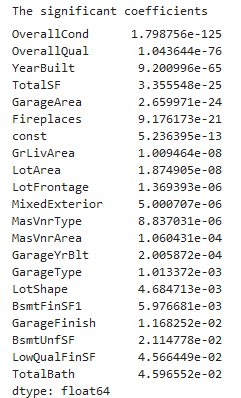 The significant coefficients
OverallCond 1.798756e-125
OverallQual 1.043644e-76
YearBuilt 9.200996e-65
TotalSF 3.355548e-25
GarageArea 2.659971e-24
Fireplaces 9.176173e-21
const 5.236395e-13
GrLivArea 1.009464e-08
LotArea 1.874905e-08
LotFrontage 1.369393e-06
MixedExterior 5.000707e-06
MasVnrType 8.837031e-06
MasVnrArea 1.060431e-04
GarageYrBlt 2.005872e-04
GarageType 1.013372e-03
LotShape 4.684713e-03
BsmtFinSF1 5.976681e-03
GarageFinish 1.168252e-02
BsmtUnfSF 2.114778e-02
LowQualFinSF 4.566449e-02
TotalBath 4.596552e-02
dtype: float64